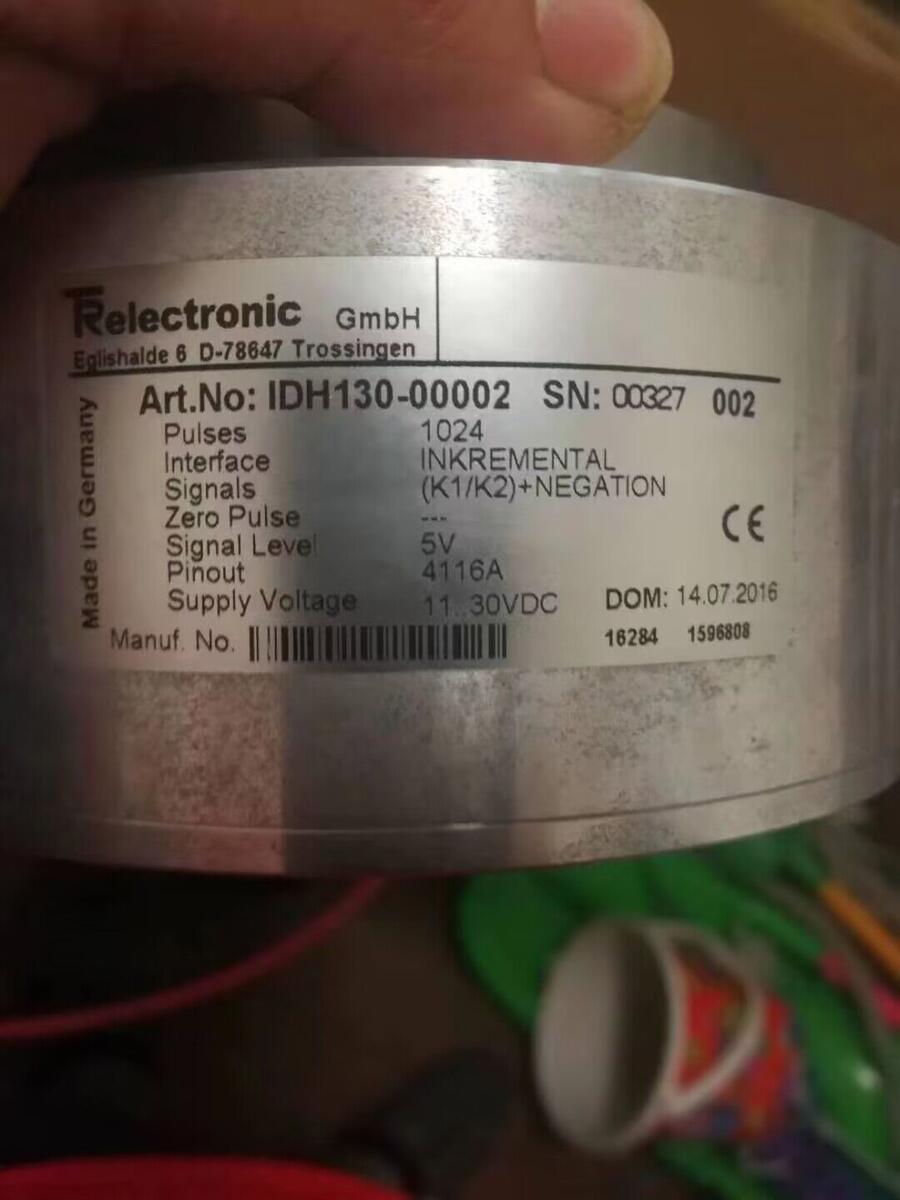 TRelectronic GmbH
Eglishalde 6 D-78647 Trossingen
Art.No: IDH130-00002 SN: 00327 002
Pulses 1024
Interface INKREMENTAL
Signals (K1/K2)+NEGATION
Zero Pulse ---
Signal Level 5V
Pinout 4116A
Supply Voltage 11..30VDC
DOM: 14.07.2016
Manuf. No. 16284 1596808
Made in Germany
CE